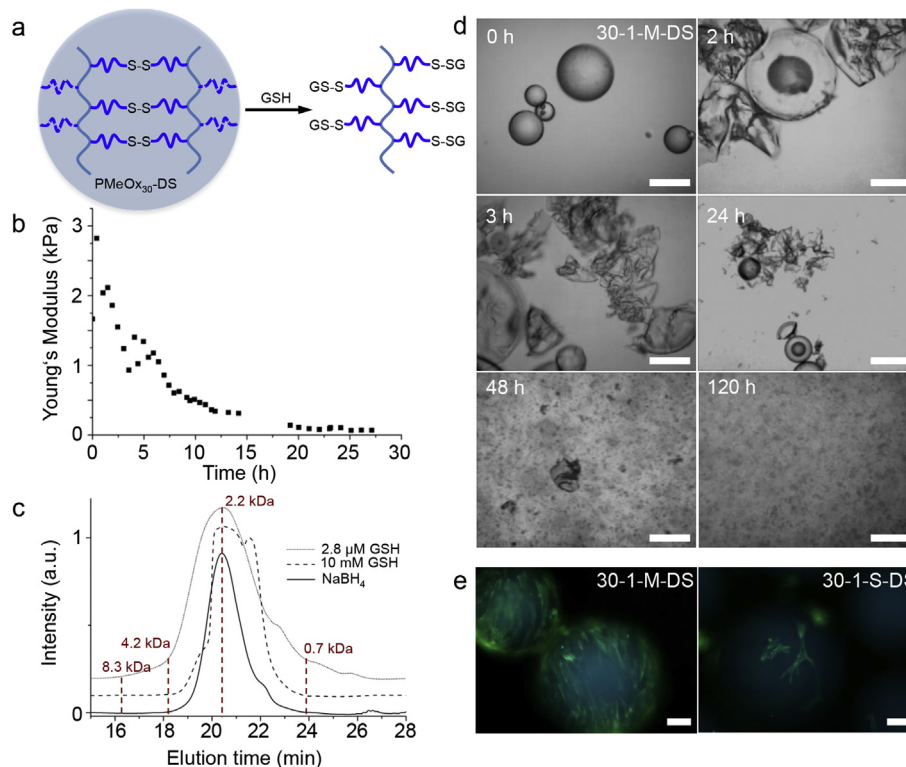 a
S-S
S-S
S-S
PMeOx30-DS
GSH
S-SG
GS-S
S-SG
GS-S
S-SG
b
Young‘s Modulus (kPa)
3
2
1
0
0 5 10 15 20 25 30
Time (h)
c
Intensity (a.u.)
1
0
2.2 kDa
2.8 µM GSH
10 mM GSH
NaBH4
4.2 kDa
8.3 kDa
0.7 kDa
16 18 20 22 24 26 28
Elution time (min)
d
0 h 30-1-M-DS
2 h
3 h
24 h
48 h
120 h
e
30-1-M-DS
30-1-S-DS